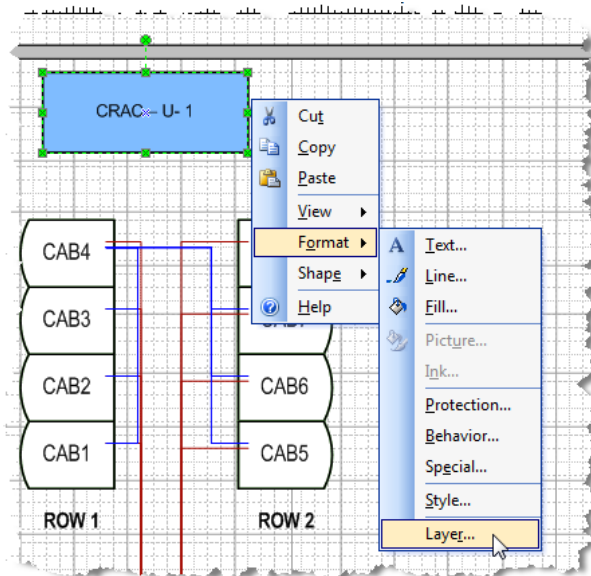 CRAC – U- 1
Cut
Copy
Paste
View
Format
Shape
Help
Text...
Line...
Fill...
Picture...
Ink...
Protection...
Behavior...
Special...
Style...
Layer...
CAB4
CAB3
CAB2
CAB1
ROW 1
CAB6
CAB5
ROW 2